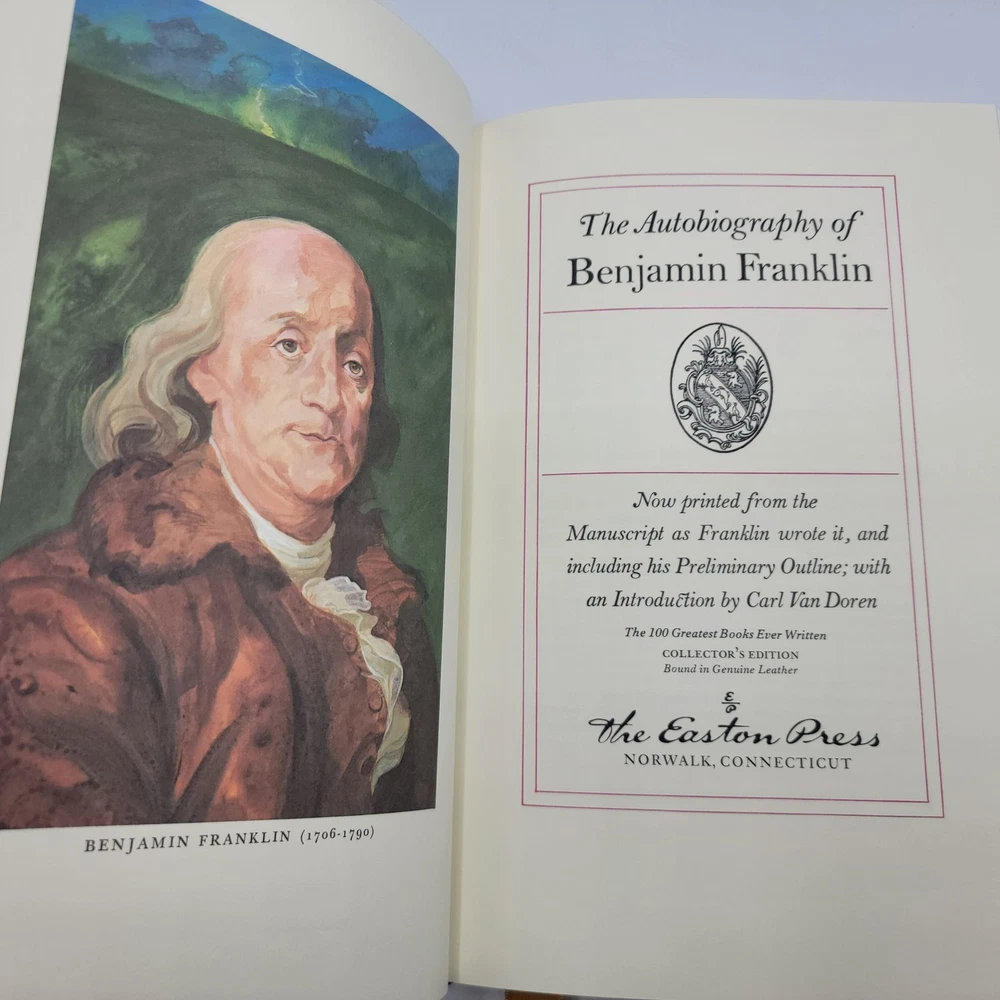 BENJAMIN FRANKLIN (1706-1790)
The Autobiography of
Benjamin Franklin
Now printed from the
Manuscript as Franklin wrote it, and
including his Preliminary Outline; with
an Introduction by Carl Van Doren
The 100 Greatest Books Ever Written
COLLECTOR'S EDITION
Bound in Genuine Leather
E
P
The Easton Press
NORWALK, CONNECTICUT